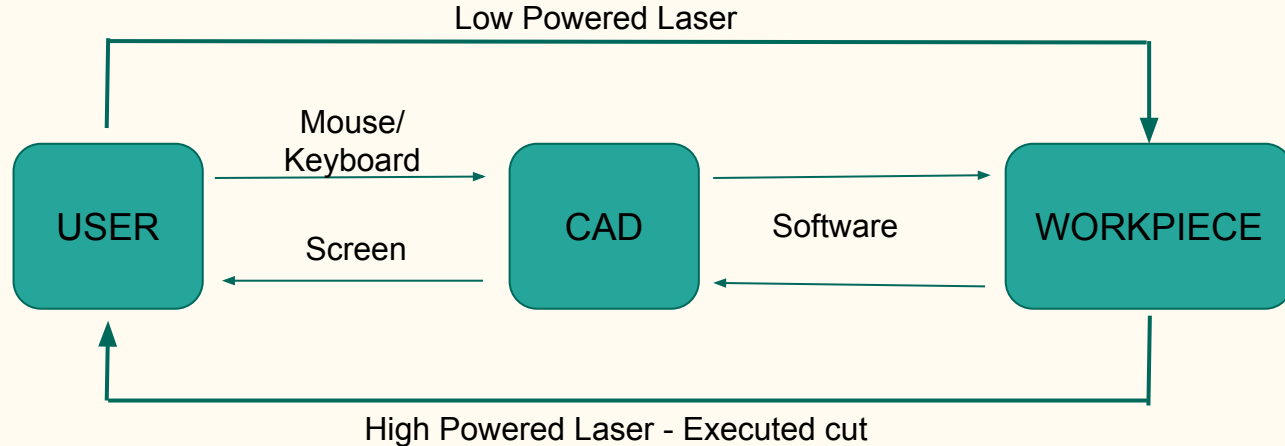 Low Powered Laser
Mouse/
Keyboard
USER
CAD
WORKPIECE
Software
Screen
High Powered Laser - Executed cut